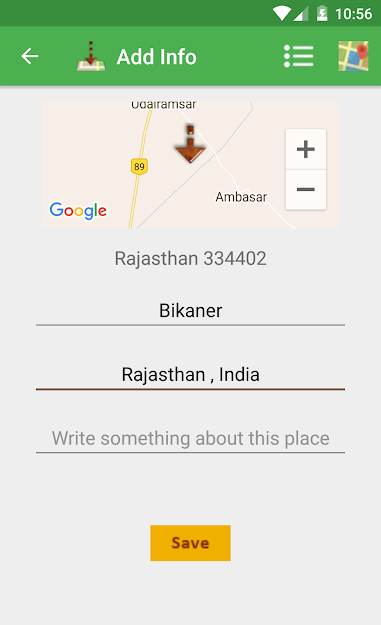 10:56
Add Info
Udairamsar
89
Ambasar
+
−
Google
Rajasthan 334402
Bikaner
Rajasthan , India
Write something about this place
Save